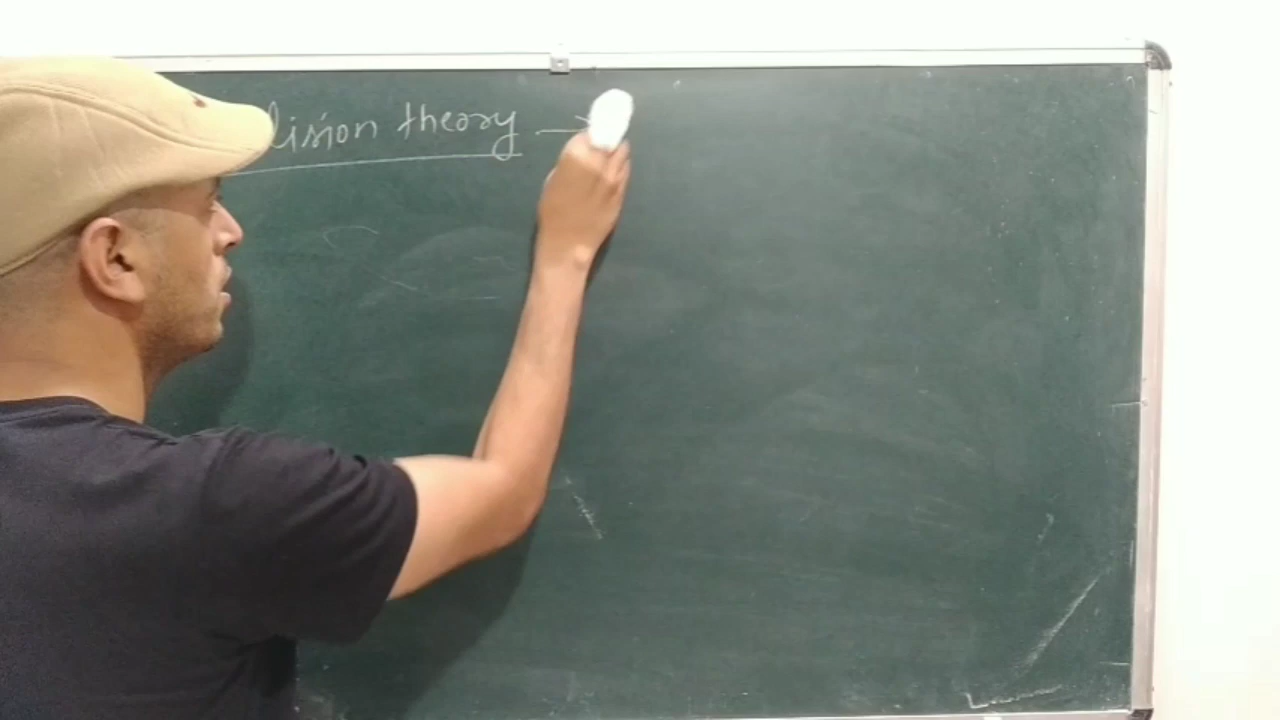 lision theory →